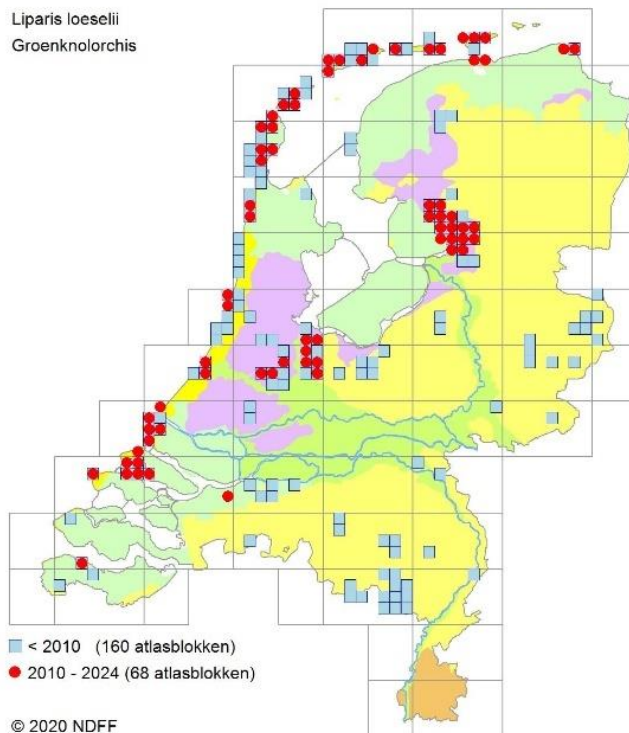 Liparis loeselii
Groenknolorchis
< 2010 (160 atlasblokken)
2010 - 2024 (68 atlasblokken)
© 2020 NDFF